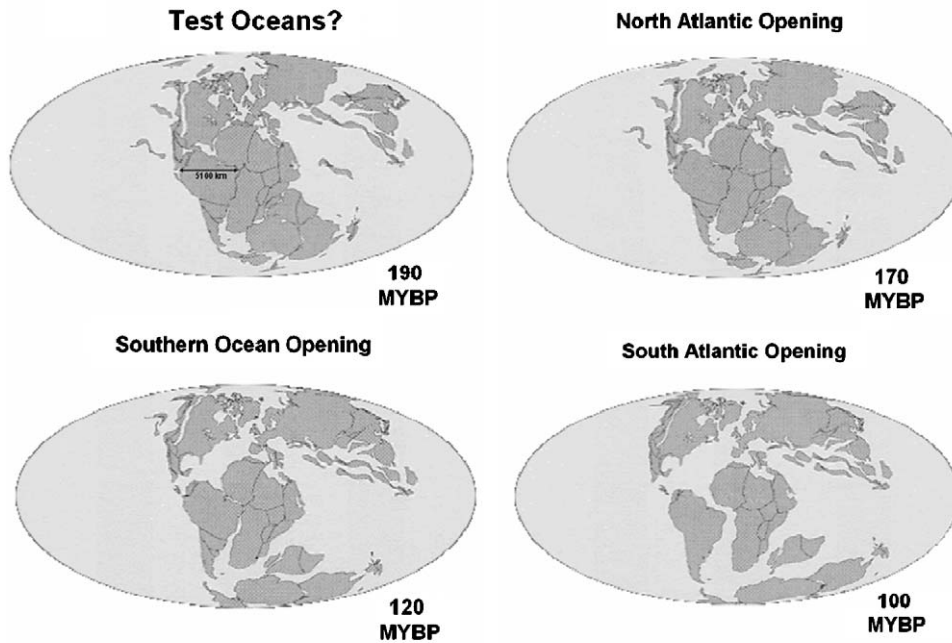 Test Oceans?
North Atlantic Opening
5100 km
190
MYBP
170
MYBP
Southern Ocean Opening
South Atlantic Opening
120
MYBP
100
MYBP